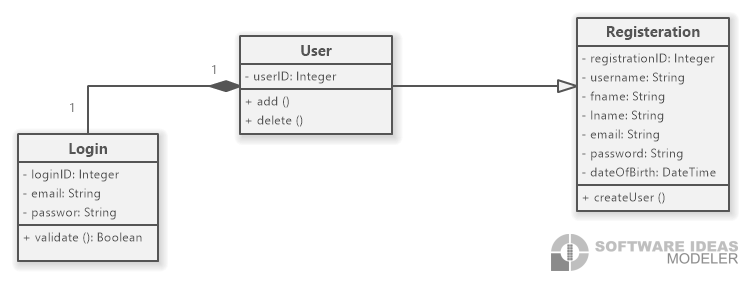 User
- userID: Integer
+ add ()
+ delete ()
1
1
Login
- loginID: Integer
- email: String
- passwor: String
+ validate (): Boolean
Registeration
- registrationID: Integer
- username: String
- fname: String
- lname: String
- email: String
- password: String
- dateOfBirth: DateTime
+ createUser ()
SOFTWARE IDEAS
MODELER